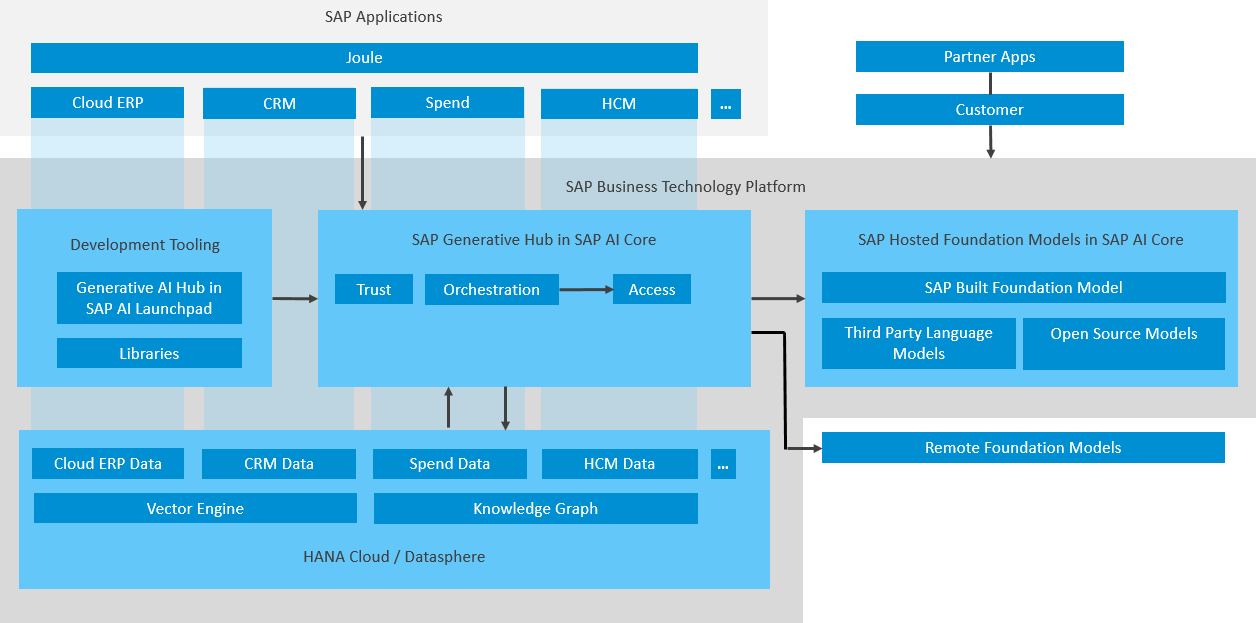 SAP Applications
Joule
Cloud ERP
CRM
Spend
HCM
...
Partner Apps
Customer
SAP Business Technology Platform
Development Tooling
Generative AI Hub in
SAP AI Launchpad
Libraries
SAP Generative Hub in SAP AI Core
Trust
Orchestration
Access
SAP Hosted Foundation Models in SAP AI Core
SAP Built Foundation Model
Third Party Language
Models
Open Source Models
Remote Foundation Models
Cloud ERP Data
CRM Data
Spend Data
HCM Data
...
Vector Engine
Knowledge Graph
HANA Cloud / Datasphere